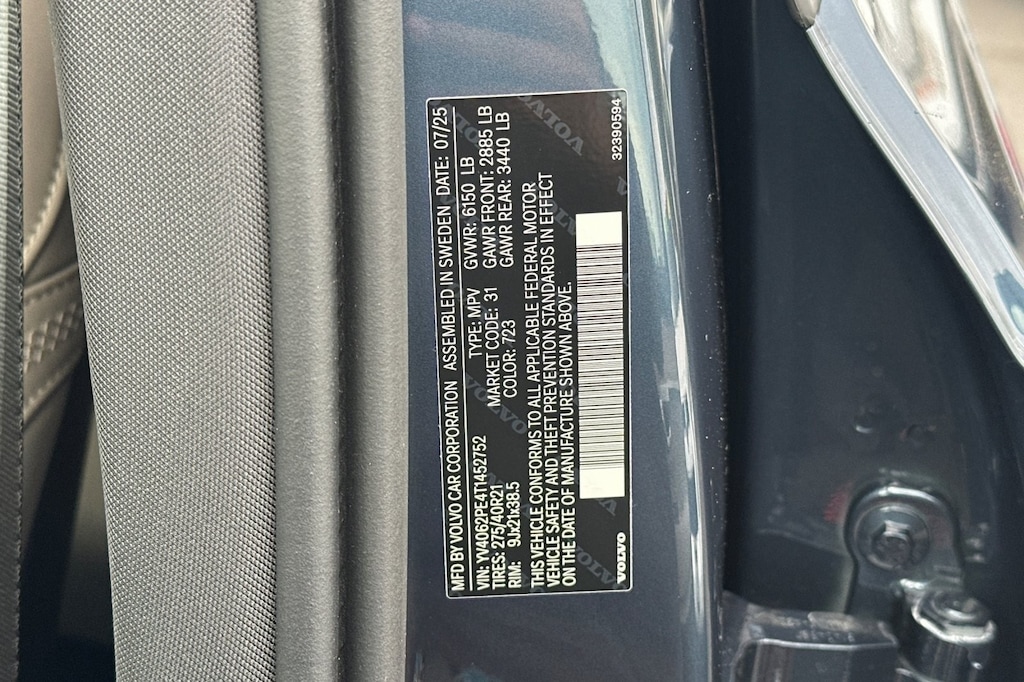 MFD BY VOLVO CAR CORPORATION ASSEMBLED IN SWEDEN DATE: 07/25
VIN: YV4062PE4T1452752 TYPE: MPV GVWR: 6150 LB
TIRES: 275/40R21 MARKET CODE: 31 GAWR FRONT: 2885 LB
RIM: 9Jx21x38.5 COLOR: 723 GAWR REAR: 3440 LB
THIS VEHICLE CONFORMS TO ALL APPLICABLE FEDERAL MOTOR
VEHICLE SAFETY AND THEFT PREVENTION STANDARDS IN EFFECT
ON THE DATE OF MANUFACTURE SHOWN ABOVE.
VOLVO 32390594